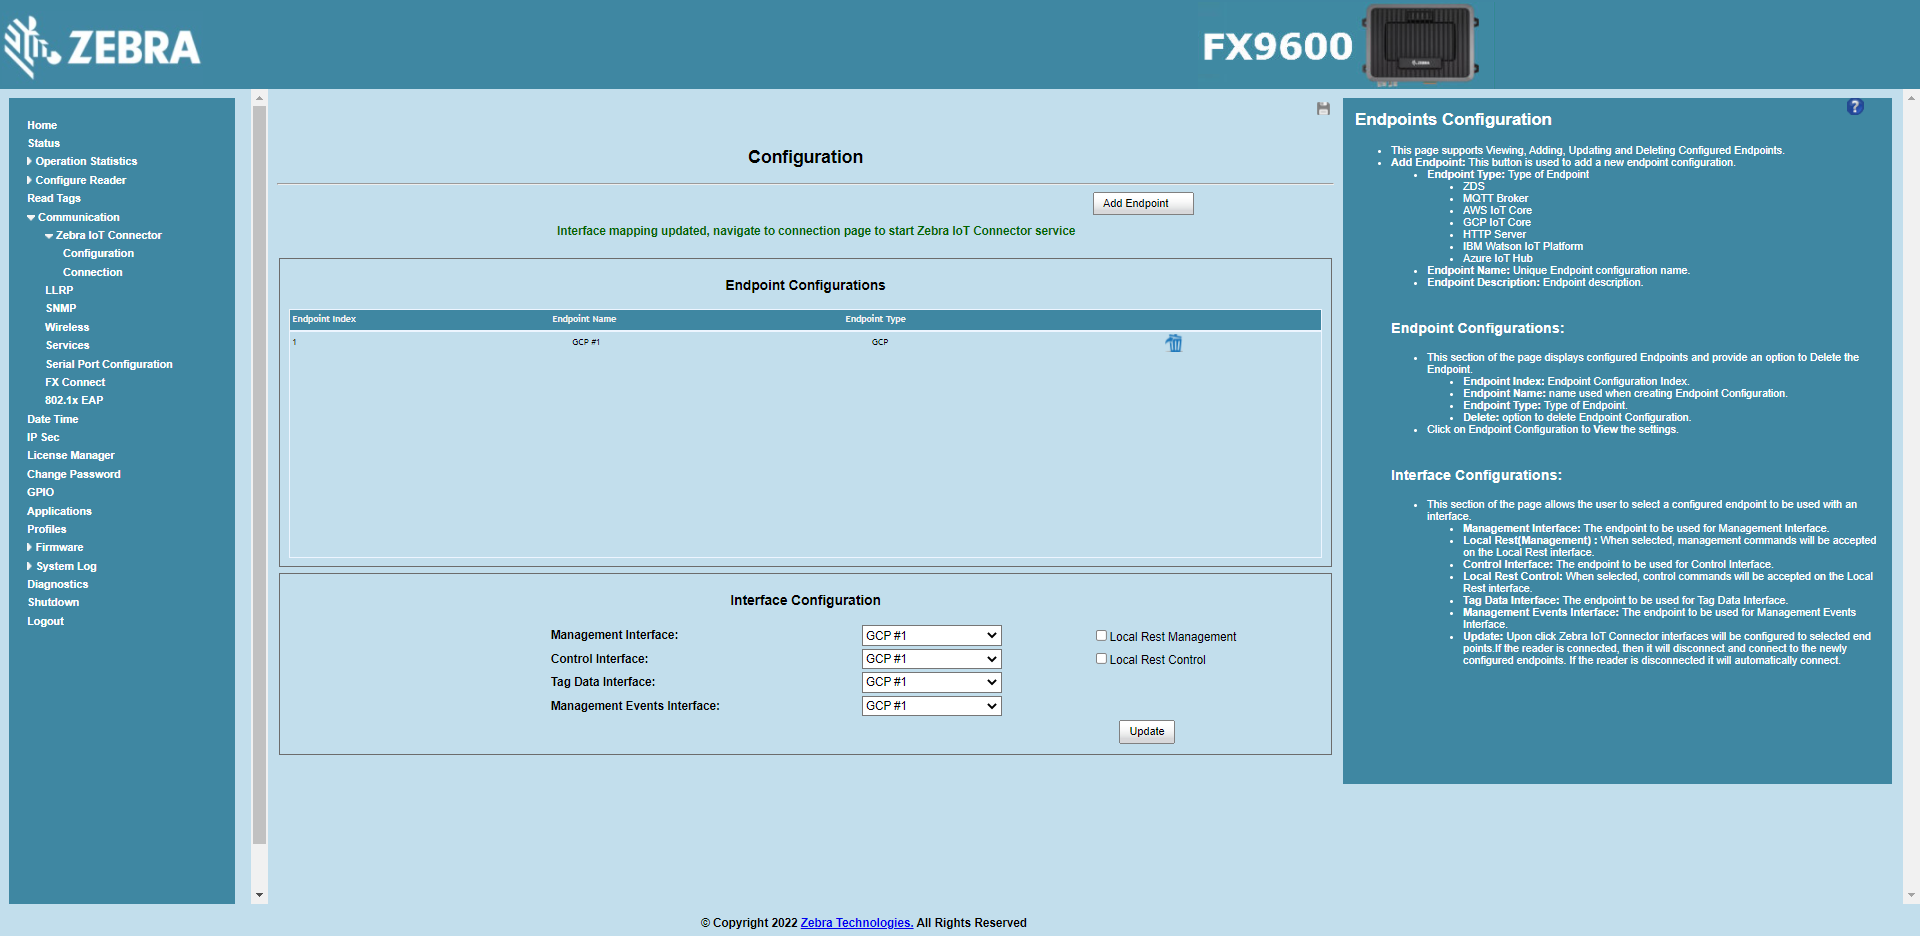 ZEBRA
FX9600
Home
Status
Operation Statistics
Configure Reader
Read Tags
Communication
Zebra IoT Connector
Configuration
Connection
LLRP
SNMP
Wireless
Services
Serial Port Configuration
FX Connect
802.1x EAP
Date Time
IP Sec
License Manager
Change Password
GPIO
Applications
Profiles
Firmware
System Log
Diagnostics
Shutdown
Logout
Configuration
Add Endpoint
Interface mapping updated, navigate to connection page to start Zebra IoT Connector service
Endpoint Configurations
Endpoint Index Endpoint Name Endpoint Type
1 GCP #1 GCP
Interface Configuration
Management Interface: GCP #1 Local Rest Management
Control Interface: GCP #1 Local Rest Control
Tag Data Interface: GCP #1
Management Events Interface: GCP #1
Update
?
Endpoints Configuration
This page supports Viewing, Adding, Updating and Deleting Configured Endpoints.
Add Endpoint: This button is used to add a new endpoint configuration.
Endpoint Type: Type of Endpoint
ZDS
MQTT Broker
AWS IoT Core
GCP IoT Core
HTTP Server
IBM Watson IoT Platform
Azure IoT Hub
Endpoint Name: Unique Endpoint configuration name.
Endpoint Description: Endpoint description.
Endpoint Configurations:
This section of the page displays configured Endpoints and provide an option to Delete the
Endpoint.
Endpoint Index: Endpoint Configuration Index.
Endpoint Name: name used when creating Endpoint Configuration.
Endpoint Type: Type of Endpoint.
Delete: option to delete Endpoint Configuration.
Click on Endpoint Configuration to View the settings.
Interface Configurations:
This section of the page allows the user to select a configured endpoint to be used with an
interface.
Management Interface: The endpoint to be used for Management Interface.
Local Rest(Management) : When selected, management commands will be accepted
on the Local Rest interface.
Control Interface: The endpoint to be used for Control Interface.
Local Rest Control: When selected, control commands will be accepted on the Local
Rest interface.
Tag Data Interface: The endpoint to be used for Tag Data Interface.
Management Events Interface: The endpoint to be used for Management Events
Interface.
Update: Upon click Zebra IoT Connector interfaces will be configured to selected end
points.If the reader is connected, then it will disconnect and connect to the newly
configured endpoints. If the reader is disconnected it will automatically connect.
© Copyright 2022 Zebra Technologies. All Rights Reserved